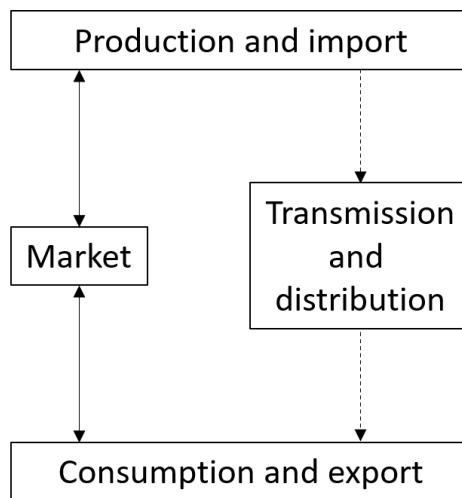 Production and import
Transmission
and
distribution
Market
Consumption and export